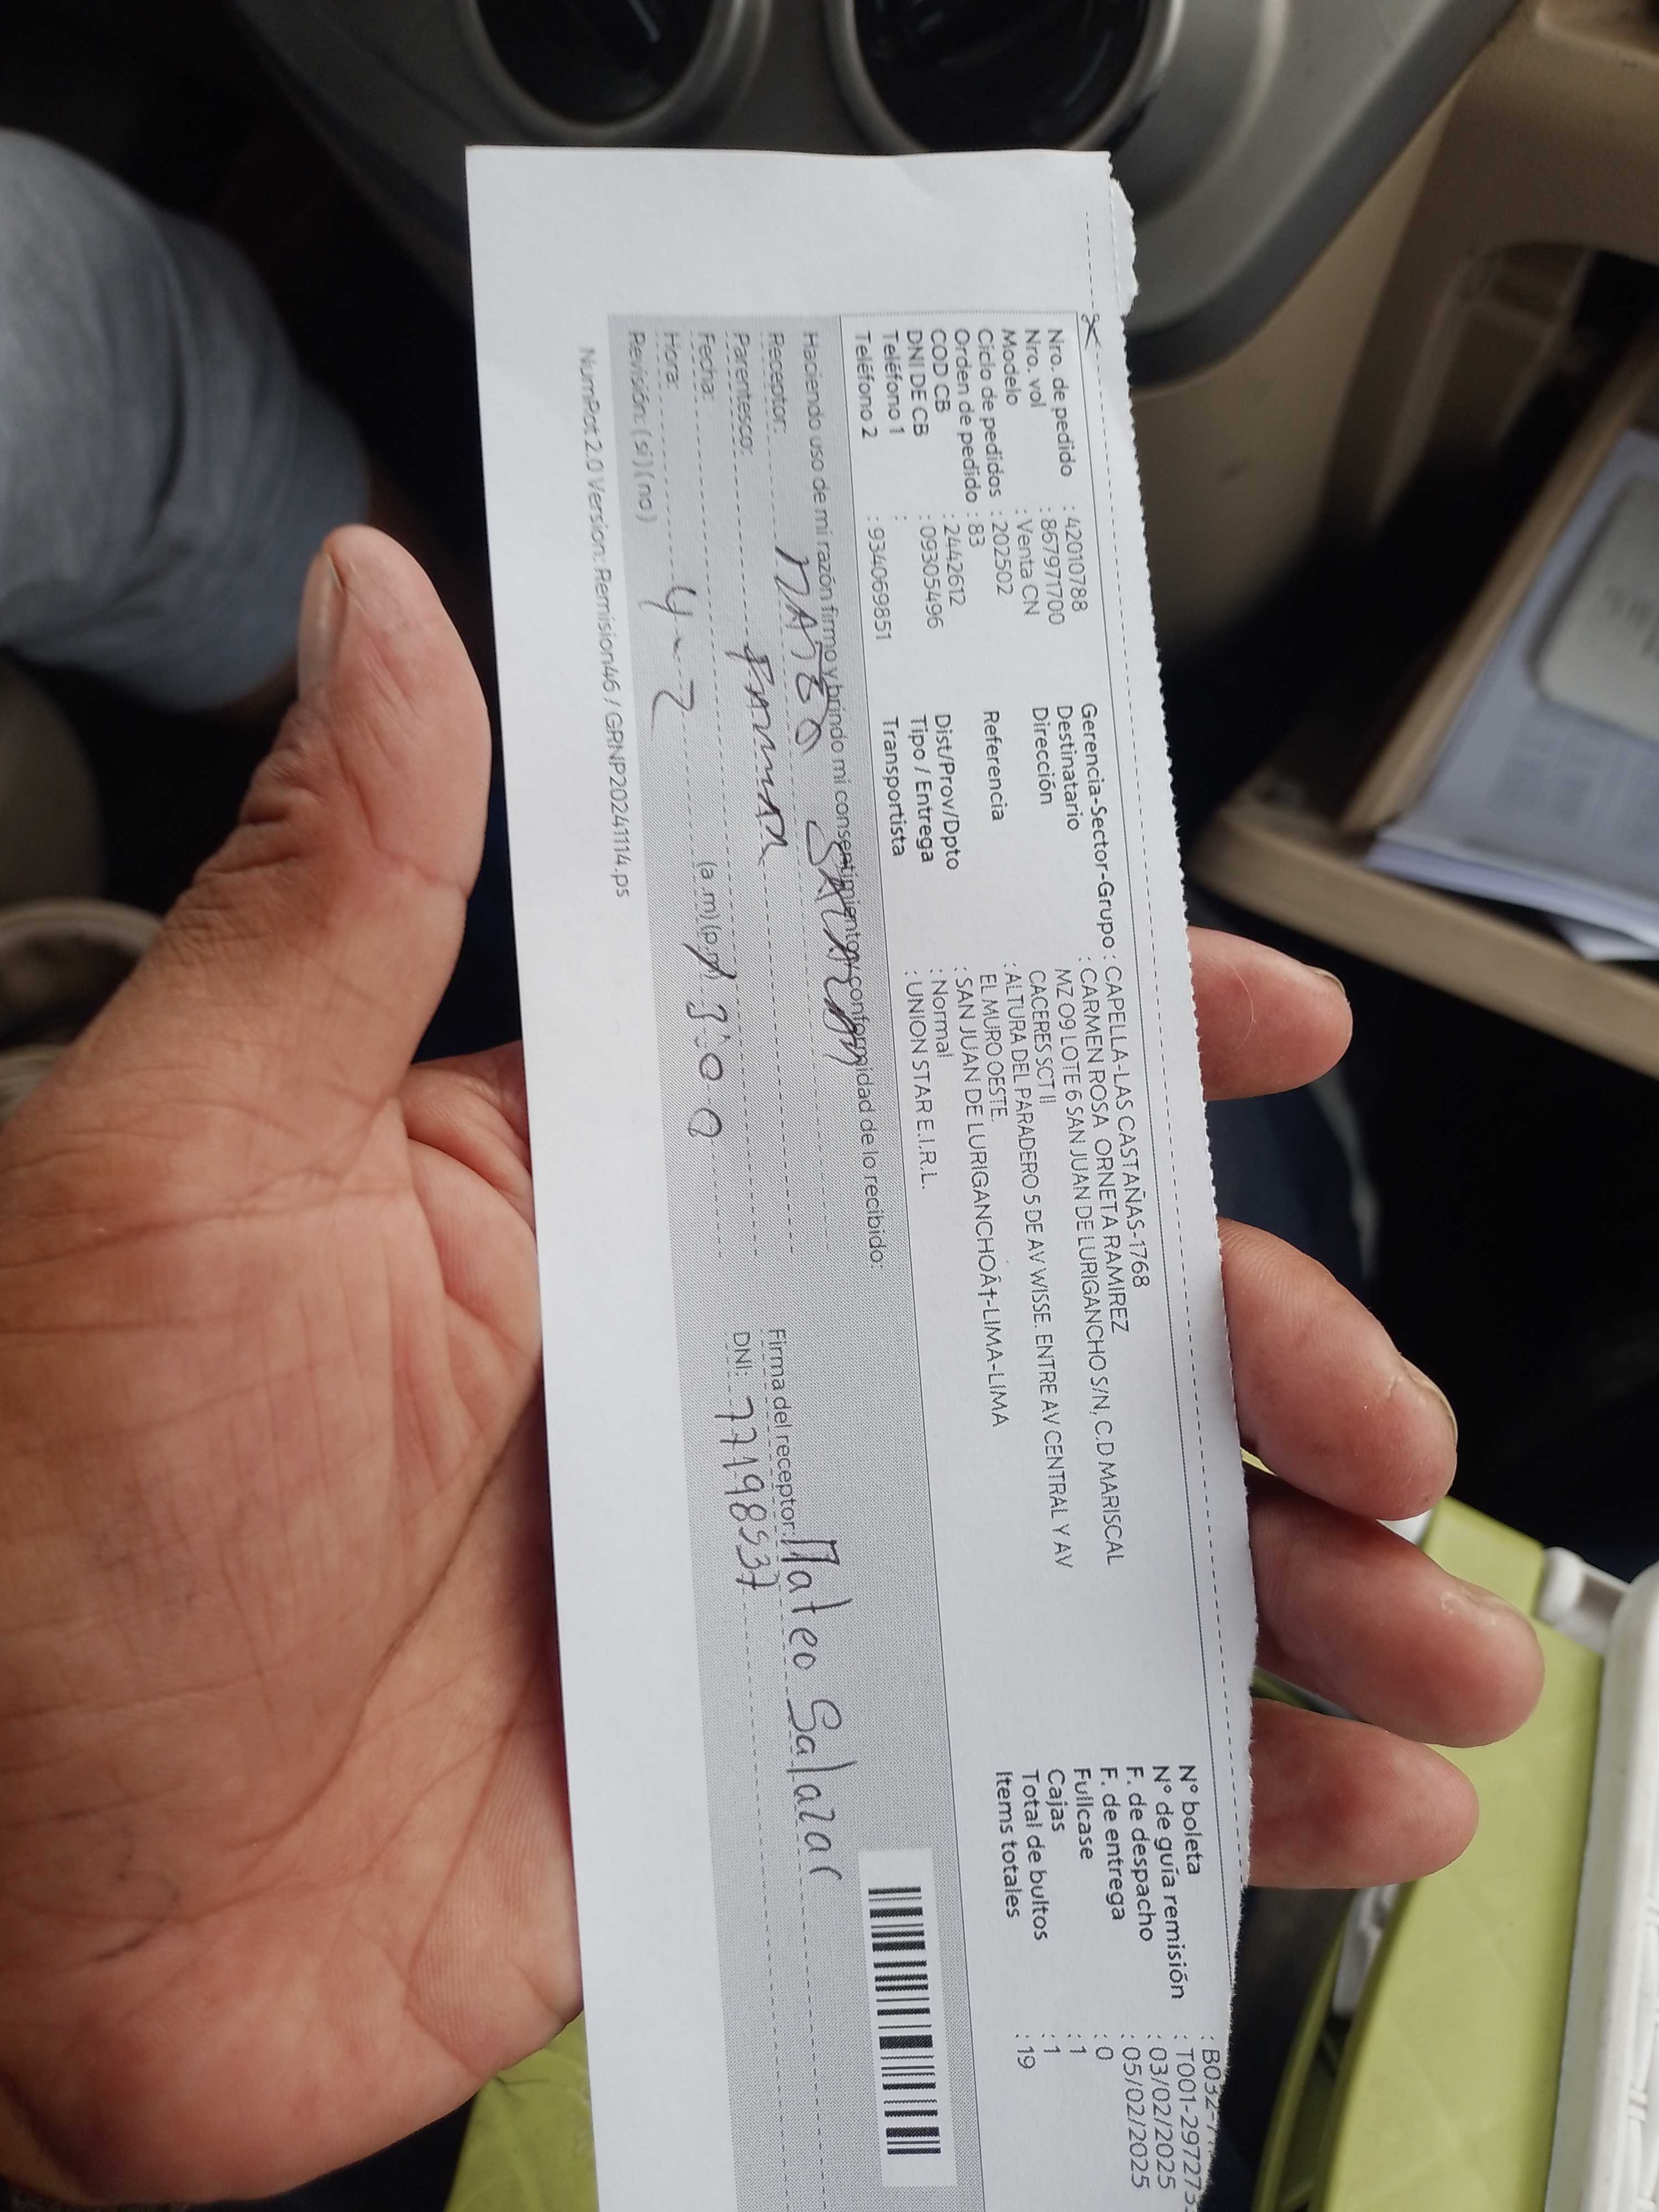 Nro. de pedido : 42010788
Nro. vol : 867971700
Modelo : Venta CN
Ciclo de pedidos : 202502
Orden de pedido : 83
COD CB : 2442612
DNI DE CB : 09305496
Teléfono 1 :
Teléfono 2 : 934069851
Gerencia-Sector-Grupo : CAPELLA-LAS CASTAÑAS-1768
Destinatario : CARMEN ROSA ORNETA RAMIREZ
Dirección MZ O9 LOTE 6 SAN JUAN DE LURIGANCHO S/N, C.D MARISCAL
CACERES SCT II
Referencia : ALTURA DEL PARADERO 5 DE AV WISSE. ENTRE AV CENTRAL Y AV
EL MURO OESTE.
Dist/Prov/Dpto : SAN JUAN DE LURIGANCHOÂ†-LIMA-LIMA
Tipo / Entrega : Normal
Transportista : UNION STAR E.I.R.L.
N° boleta : B032-
N° de guía remisión : T001-297273
F. de despacho : 03/02/2025
F. de entrega : 05/02/2025
Fullcase : 0
Cajas : 1
Total de bultos : 1
Items totales : 19
Haciendo uso de mi razón firmo y brindo mi consentimiento y conformidad de lo recibido:
Receptor: SALAZAR
Parentesco:
Fecha: 4-2
Hora: (a.m)(p. 3:00
Revisión: (si) (no)
Firma del receptor: Mateo Salazar
DNI: 77198537
NumPot 2.0 Version: Remision46 / GRNP20241114.ps